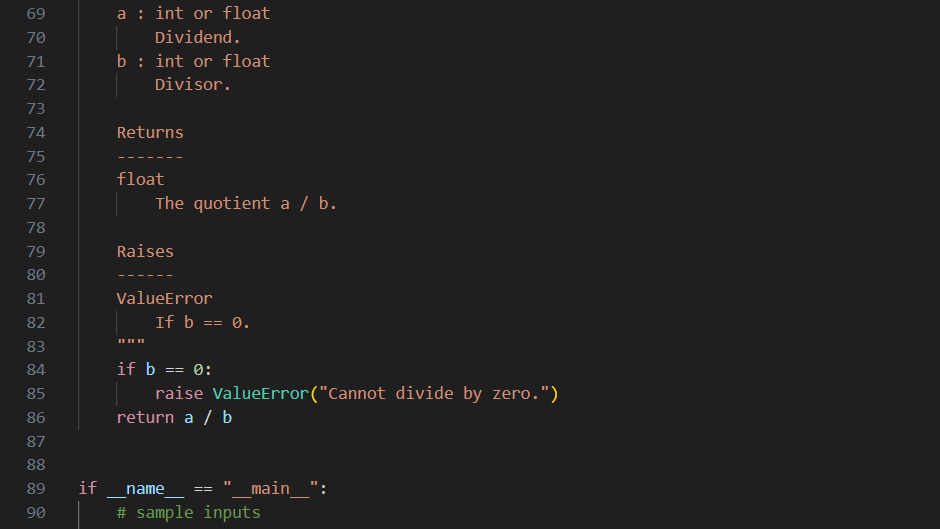 69 a : int or float
70 Dividend.
71 b : int or float
72 Divisor.
73
74 Returns
75 -------
76 float
77 The quotient a / b.
78
79 Raises
80 ------
81 ValueError
82 If b == 0.
83 """
84 if b == 0:
85 raise ValueError("Cannot divide by zero.")
86 return a / b
87
88
89 if __name__ == "__main__":
90 # sample inputs